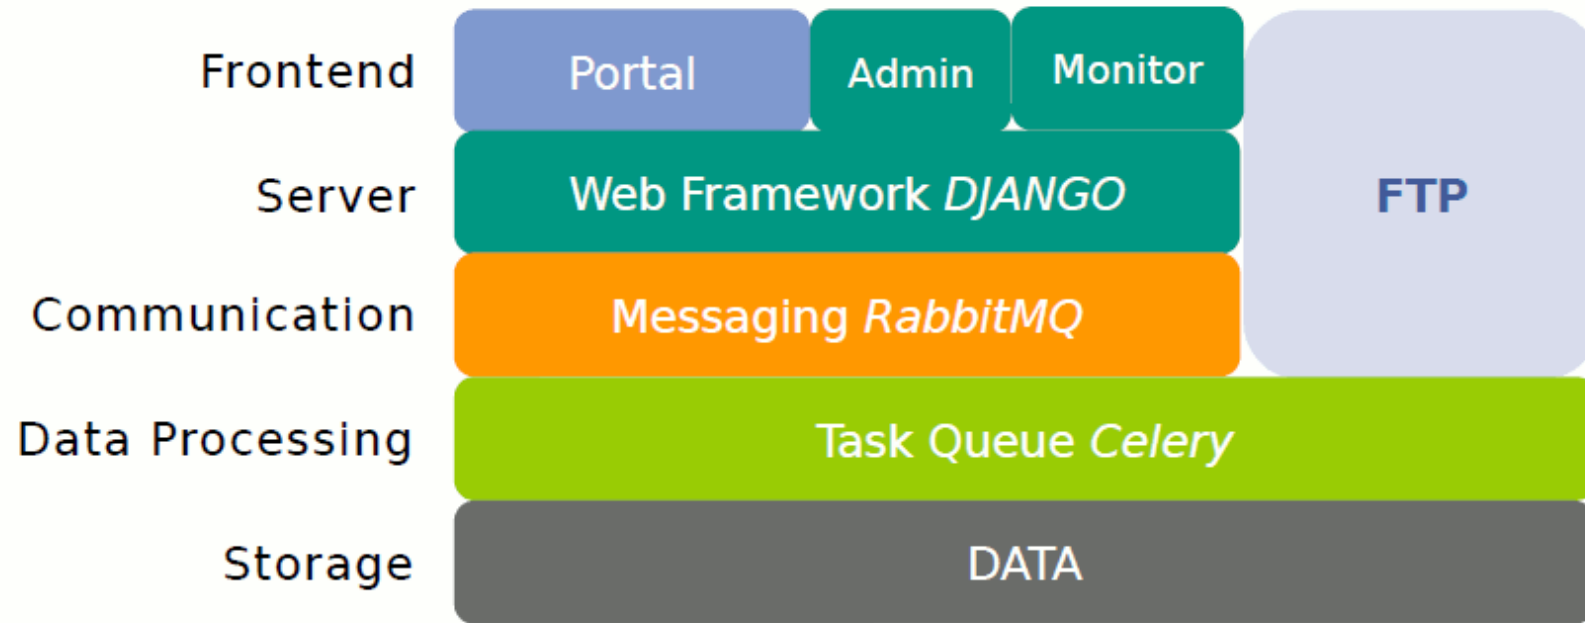 Frontend
Portal
Admin
Monitor
Server
Web Framework DJANGO
FTP
Communication
Messaging RabbitMQ
Data Processing
Task Queue Celery
Storage
DATA